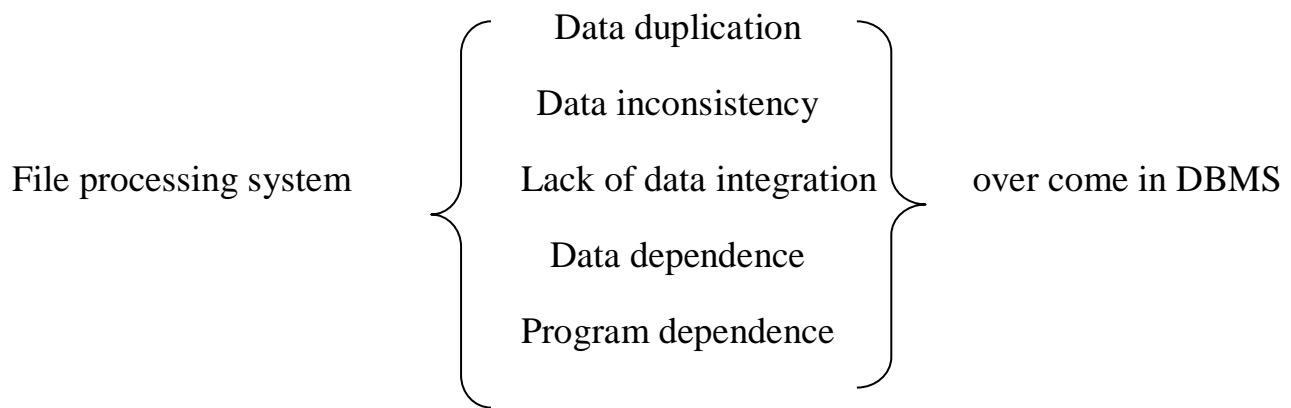 Data duplication
Data inconsistency
File processing system Lack of data integration over come in DBMS
Data dependence
Program dependence